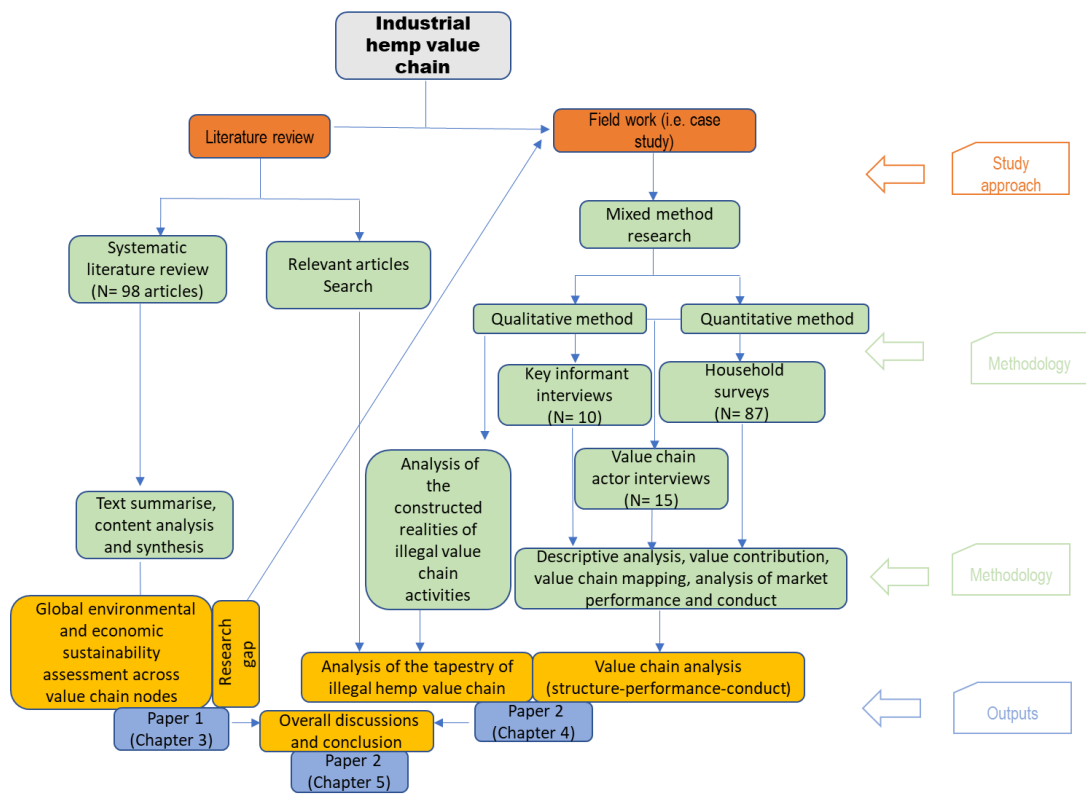 Industrial
hemp value
chain
Literature review
Field work (i.e. case
study)
Study
approach
Mixed method
research
Systematic
literature review
(N= 98 articles)
Relevant articles
Search
Qualitative method
Quantitative method
Methodology
Key informant
interviews
(N= 10)
Household
surveys
(N= 87)
Analysis of
the
constructed
realities of
illegal value
chain
activities
Value chain
actor interviews
(N= 15)
Text summarise,
content analysis
and synthesis
Descriptive analysis, value contribution,
value chain mapping, analysis of market
performance and conduct
Methodology
Global environmental
and economic
sustainability
assessment across
value chain nodes
Research
gap
Analysis of the tapestry of
illegal hemp value chain
Value chain analysis
(structure-performance-conduct)
Outputs
Paper 1
(Chapter 3)
Overall discussions
and conclusion
Paper 2
(Chapter 4)
Paper 2
(Chapter 5)